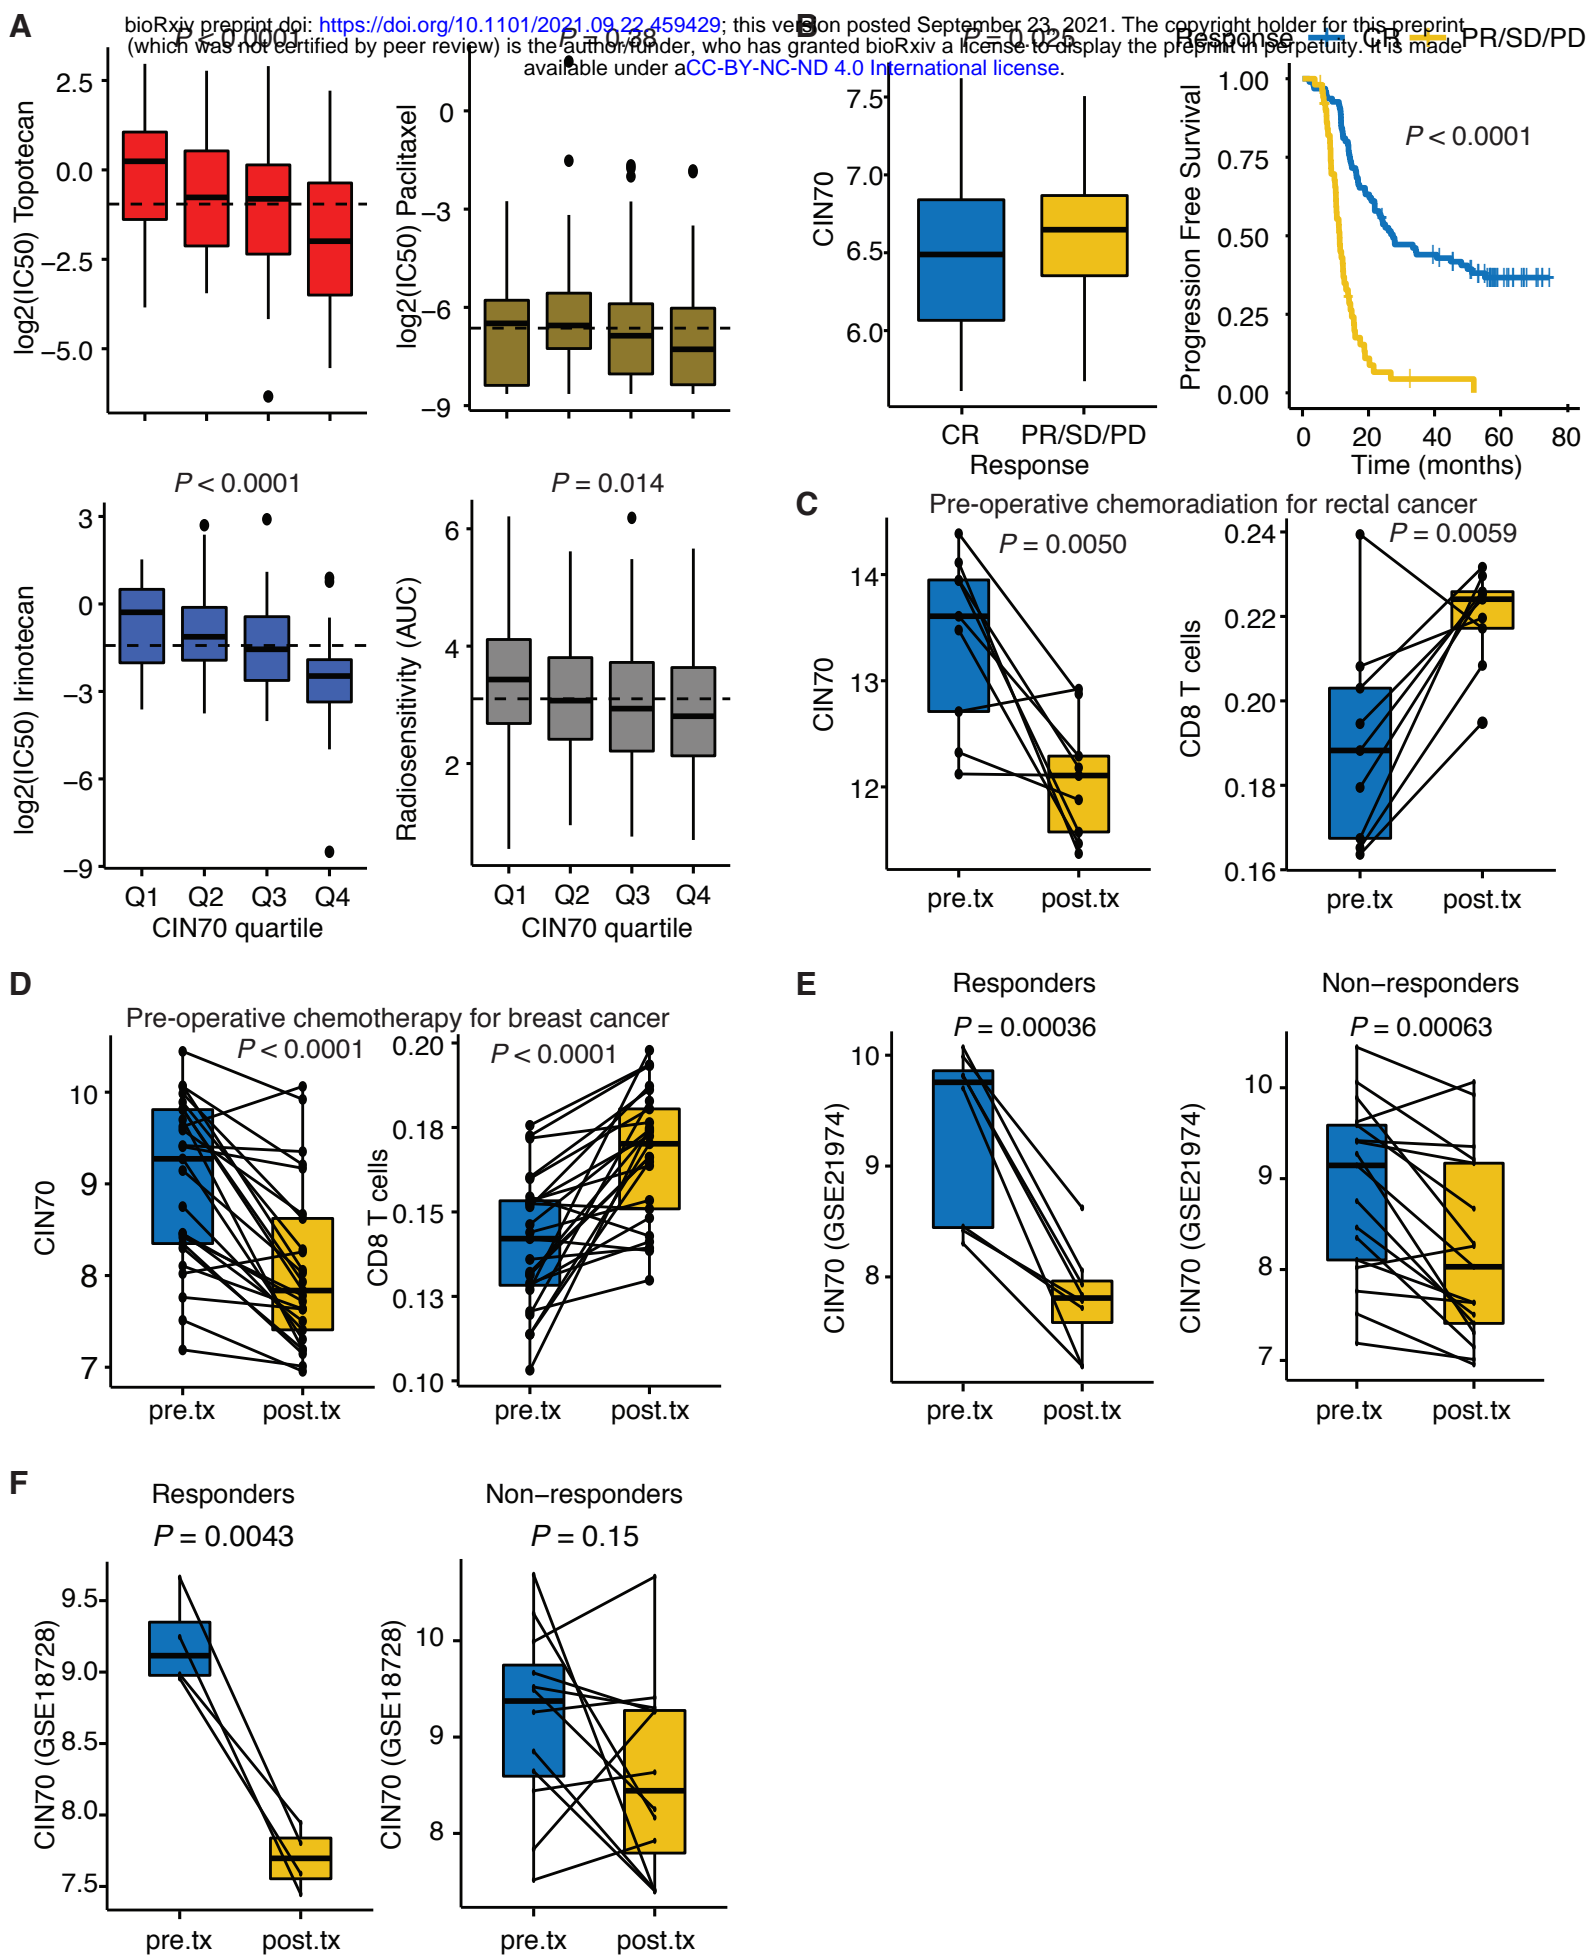 bioRxiv preprint doi: https://doi.org/10.1101/2021.09.22.459429; this version posted September 23, 2021. The copyright holder for this preprint
(which was not certified by peer review) is the author/funder, who has granted bioRxiv a license to display the preprint in perpetuity. It is made
available under aCC-BY-NC-ND 4.0 International license.
A
P < 0.0001
log2(IC50) Topotecan
2.5
0.0
−2.5
−5.0
log2(IC50) Paclitaxel
0
−3
−6
−9
P < 0.0001
log2(IC50) Irinotecan
3
0
−3
−6
−9
Q1 Q2 Q3 Q4
CIN70 quartile
P = 0.014
Radiosensitivity (AUC)
6
4
2
Q1 Q2 Q3 Q4
CIN70 quartile
B
P = 0.025
CIN70
7.5
7.0
6.5
6.0
CR PR/SD/PD
Response
Response CR PR/SD/PD
P < 0.0001
Progression Free Survival
1.00
0.75
0.50
0.25
0.00
0 20 40 60 80
Time (months)
C
Pre-operative chemoradiation for rectal cancer
P = 0.0050
CIN70
14
13
12
pre.tx post.tx
P = 0.0059
CD8 T cells
0.24
0.22
0.20
0.18
0.16
pre.tx post.tx
D
Pre-operative chemotherapy for breast cancer
P < 0.0001
CIN70
10
9
8
7
pre.tx post.tx
P < 0.0001
CD8 T cells
0.20
0.18
0.15
0.13
0.10
pre.tx post.tx
E
Responders
P = 0.00036
CIN70 (GSE21974)
10
9
8
pre.tx post.tx
Non−responders
P = 0.00063
CIN70 (GSE21974)
10
9
8
7
pre.tx post.tx
F
Responders
P = 0.0043
CIN70 (GSE18728)
9.5
9.0
8.5
8.0
7.5
pre.tx post.tx
Non−responders
P = 0.15
CIN70 (GSE18728)
10
9
8
pre.tx post.tx